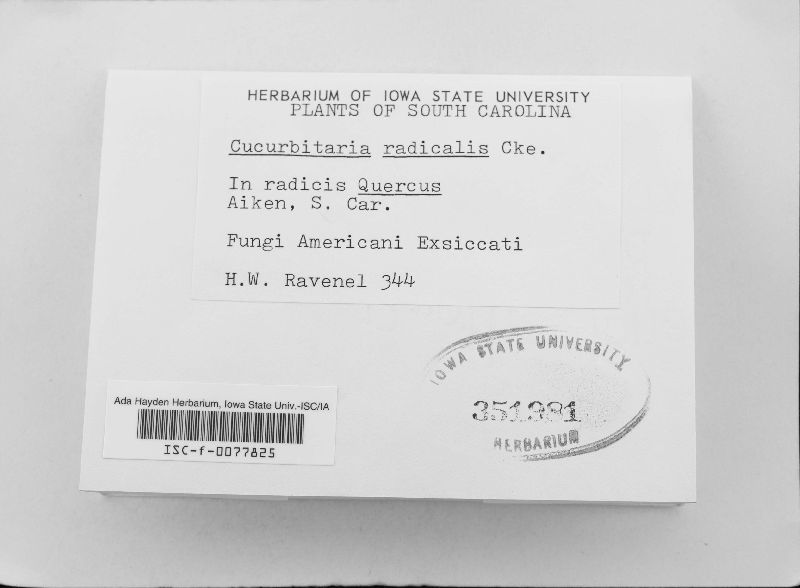 HERBARIUM OF IOWA STATE UNIVERSITY
PLANTS OF SOUTH CAROLINA
Cucurbitaria radicalis Cke.
In radicis Quercus
Aiken, S. Car.
Fungi Americani Exsiccati
H.W. Ravenel 344
IOWA STATE UNIVERSITY
351981
HERBARIUM
Ada Hayden Herbarium, Iowa State Univ.-ISC/IA
ISC-f-0077825